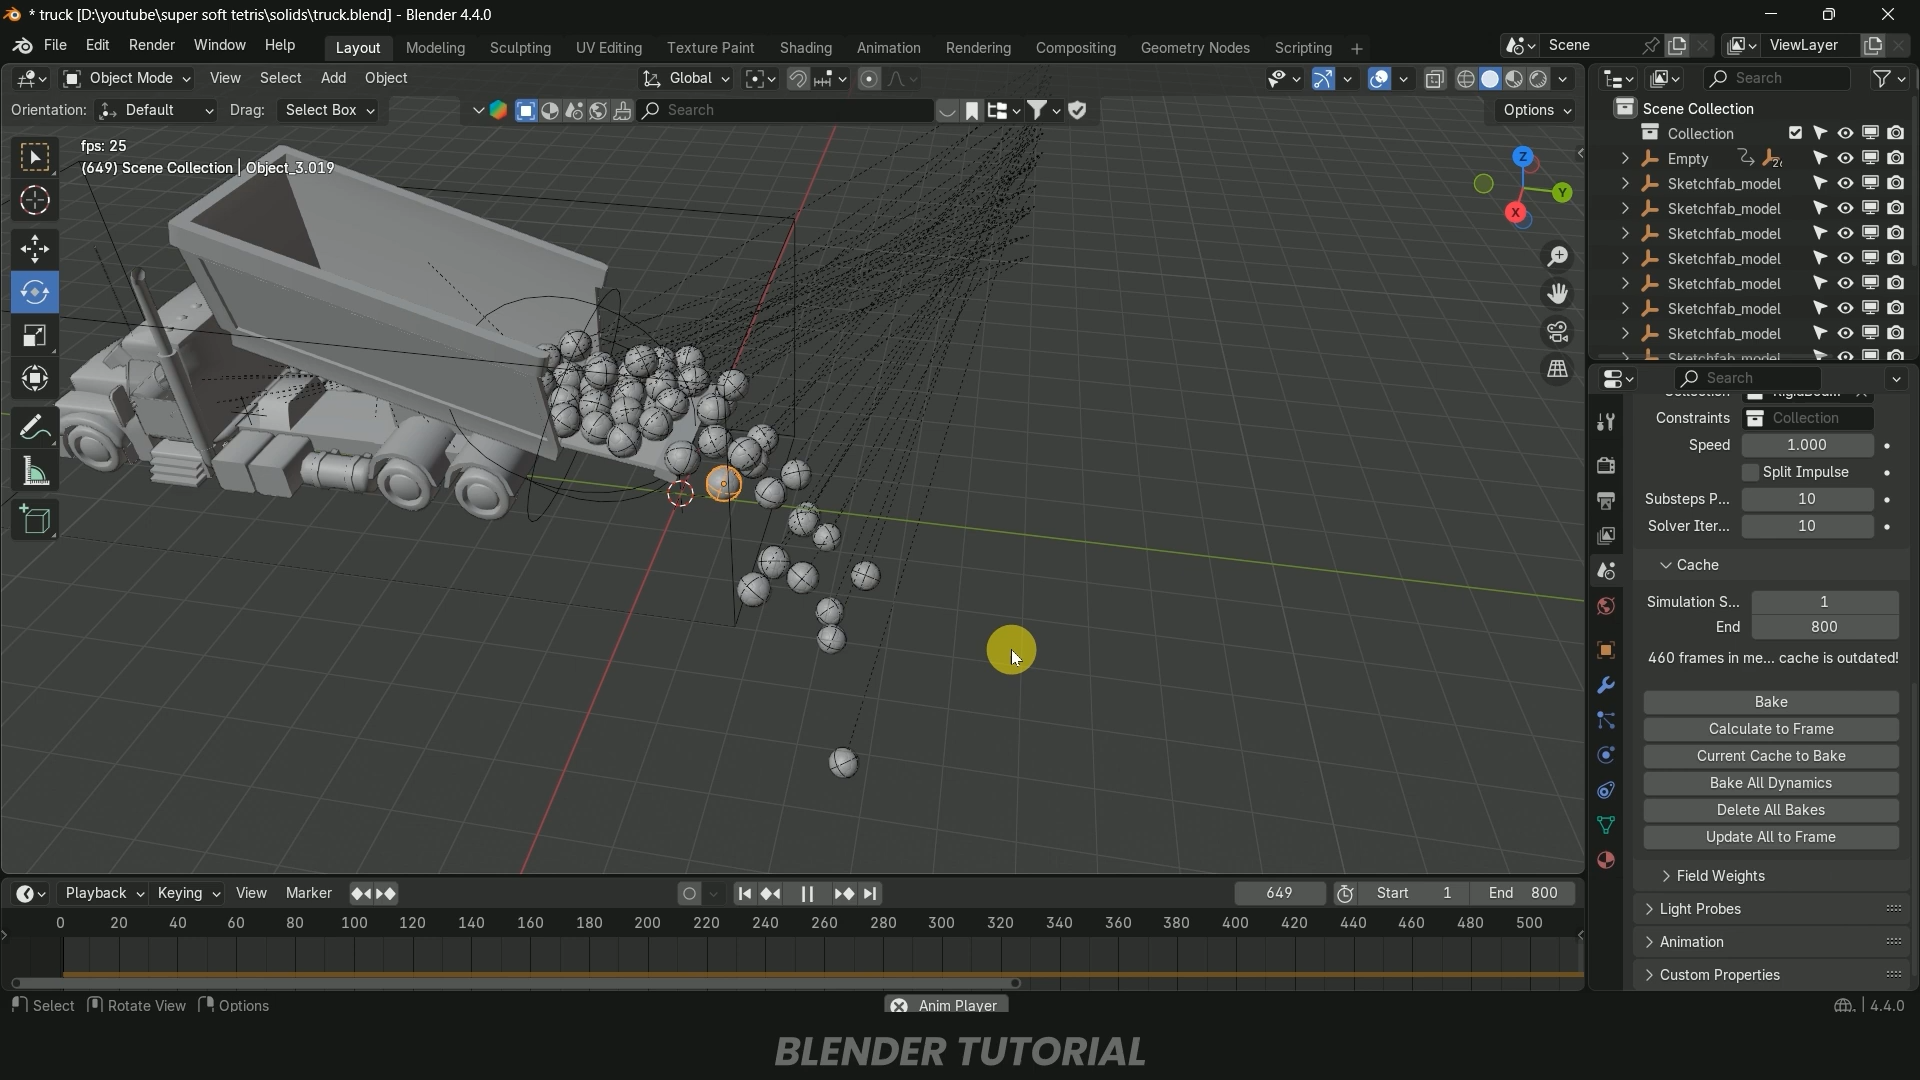 * truck [D:\youtube\super soft tetris\solids\truck.blend] - Blender 4.4.0
File Edit Render Window Help Layout Modeling Sculpting UV Editing Texture Paint Shading Animation Rendering Compositing Geometry Nodes Scripting + Scene ViewLayer
Object Mode View Select Add Object Global Search
Orientation: Default Drag: Select Box Search Options
fps: 25
(649) Scene Collection | Object_3.019
Z
Y
X
Scene Collection
Collection
Empty
Sketchfab_model
Sketchfab_model
Sketchfab_model
Sketchfab_model
Sketchfab_model
Sketchfab_model
Sketchfab_model
Sketchfab_model
Search
Constraints Collection
Speed 1.000
Split Impulse
Substeps P... 10
Solver Iter... 10
Cache
Simulation S... 1
End 800
460 frames in me... cache is outdated!
Bake
Calculate to Frame
Current Cache to Bake
Bake All Dynamics
Delete All Bakes
Update All to Frame
Field Weights
Light Probes
Animation
Custom Properties
Playback Keying View Marker 649 Start 1 End 800
0 20 40 60 80 100 120 140 160 180 200 220 240 260 280 300 320 340 360 380 400 420 440 460 480 500
Select Rotate View Options Anim Player 4.4.0
BLENDER TUTORIAL